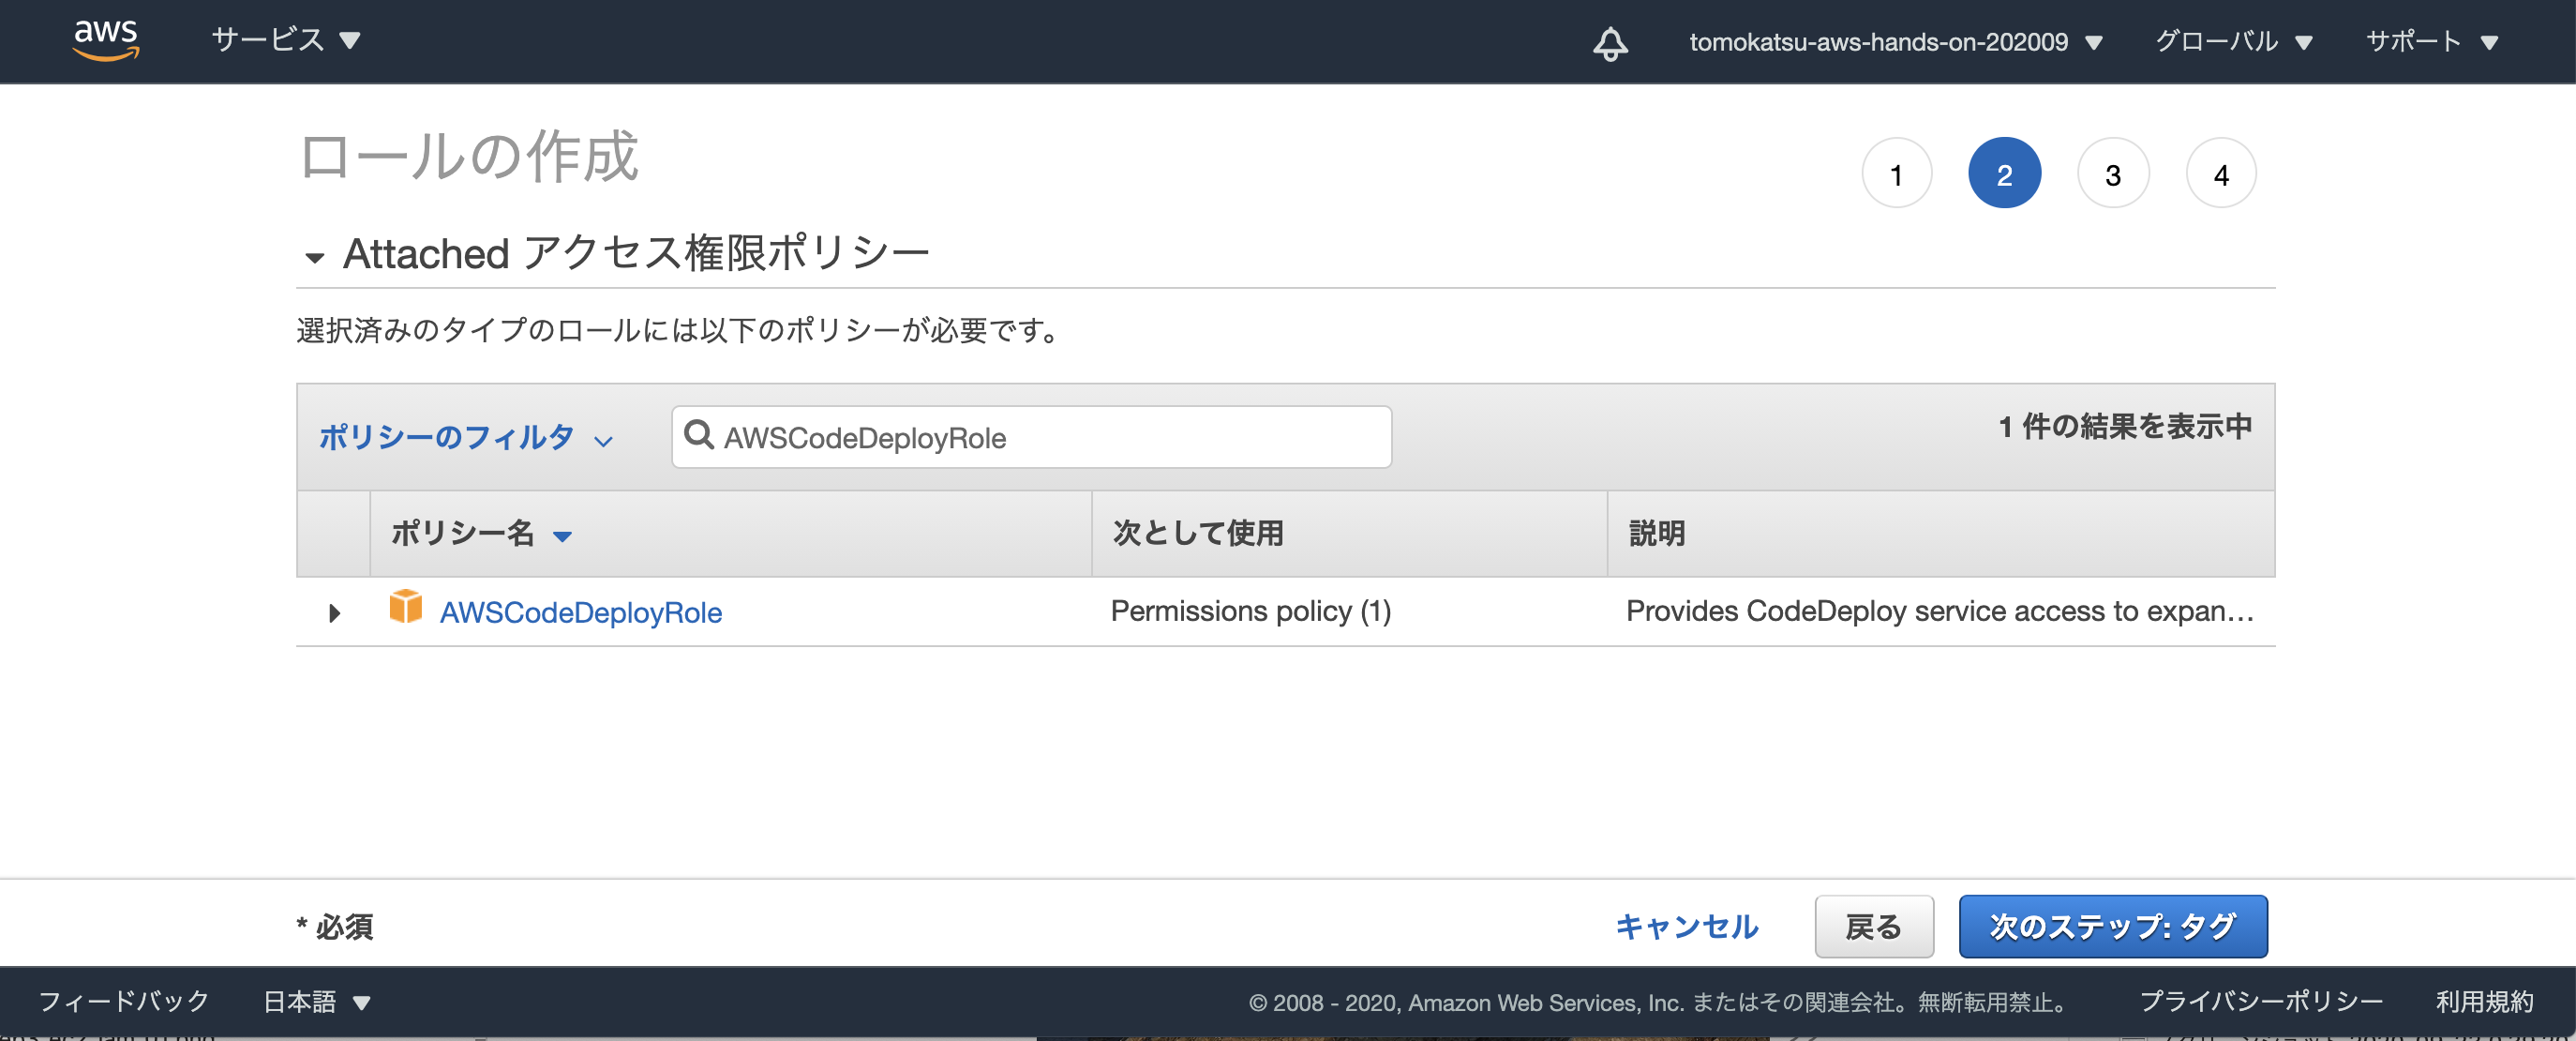 aws サービス tomokatsu-aws-hands-on-202009 グローバル サポート
ロールの作成
1 2 3 4
Attached アクセス権限ポリシー
選択済みのタイプのロールには以下のポリシーが必要です。
ポリシーのフィルタ AWSCodeDeployRole 1 件の結果を表示中
ポリシー名 次として使用 説明
AWSCodeDeployRole Permissions policy (1) Provides CodeDeploy service access to expan...
* 必須 キャンセル 戻る 次のステップ: タグ
フィードバック 日本語 © 2008 - 2020, Amazon Web Services, Inc. またはその関連会社。無断転用禁止。 プライバシーポリシー 利用規約